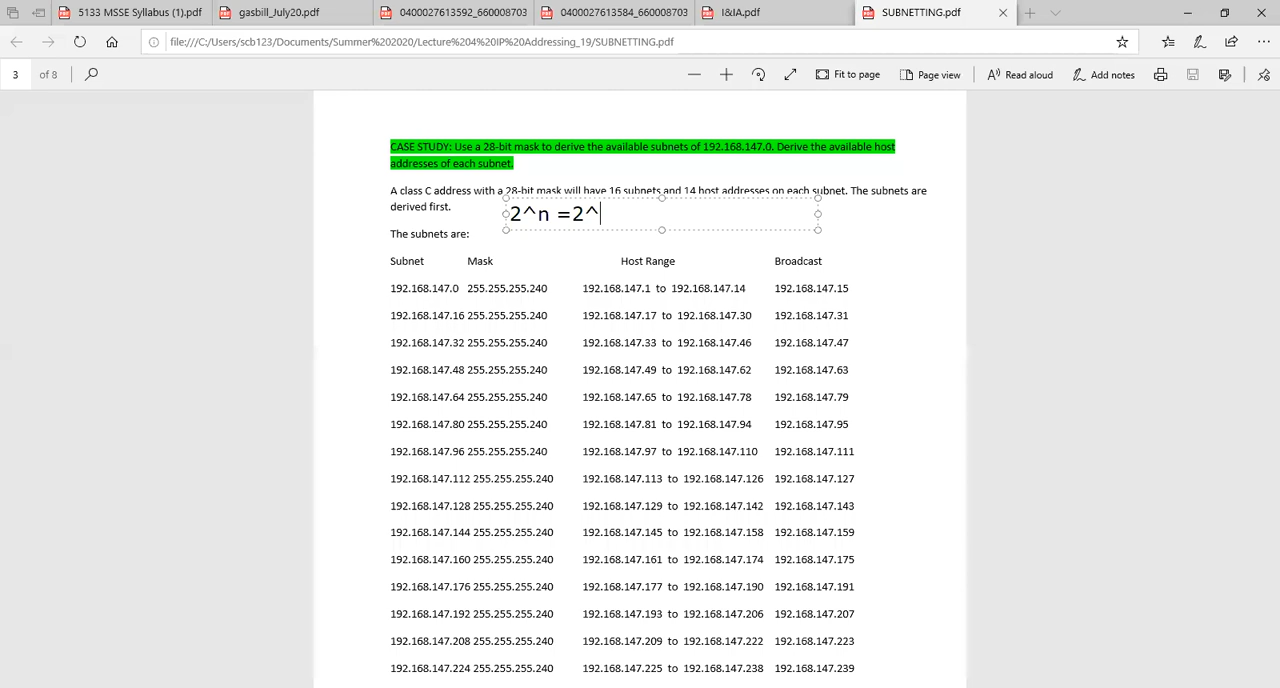 5133 MSSE Syllabus (1).pdf gasbill_July20.pdf 0400027613592_660008703 0400027613584_660008703 I&IA.pdf SUBNETTING.pdf
file:///C:/Users/scb123/Documents/Summer%202020/Lecture%204%20IP%20Addressing_19/SUBNETTING.pdf
3 of 8 Fit to page Page view Read aloud Add notes
CASE STUDY: Use a 28-bit mask to derive the available subnets of 192.168.147.0. Derive the available host
addresses of each subnet.
A class C address with a 28-bit mask will have 16 subnets and 14 host addresses on each subnet. The subnets are
derived first.
2^n =2^
The subnets are:
Subnet Mask Host Range Broadcast
192.168.147.0 255.255.255.240 192.168.147.1 to 192.168.147.14 192.168.147.15
192.168.147.16 255.255.255.240 192.168.147.17 to 192.168.147.30 192.168.147.31
192.168.147.32 255.255.255.240 192.168.147.33 to 192.168.147.46 192.168.147.47
192.168.147.48 255.255.255.240 192.168.147.49 to 192.168.147.62 192.168.147.63
192.168.147.64 255.255.255.240 192.168.147.65 to 192.168.147.78 192.168.147.79
192.168.147.80 255.255.255.240 192.168.147.81 to 192.168.147.94 192.168.147.95
192.168.147.96 255.255.255.240 192.168.147.97 to 192.168.147.110 192.168.147.111
192.168.147.112 255.255.255.240 192.168.147.113 to 192.168.147.126 192.168.147.127
192.168.147.128 255.255.255.240 192.168.147.129 to 192.168.147.142 192.168.147.143
192.168.147.144 255.255.255.240 192.168.147.145 to 192.168.147.158 192.168.147.159
192.168.147.160 255.255.255.240 192.168.147.161 to 192.168.147.174 192.168.147.175
192.168.147.176 255.255.255.240 192.168.147.177 to 192.168.147.190 192.168.147.191
192.168.147.192 255.255.255.240 192.168.147.193 to 192.168.147.206 192.168.147.207
192.168.147.208 255.255.255.240 192.168.147.209 to 192.168.147.222 192.168.147.223
192.168.147.224 255.255.255.240 192.168.147.225 to 192.168.147.238 192.168.147.239